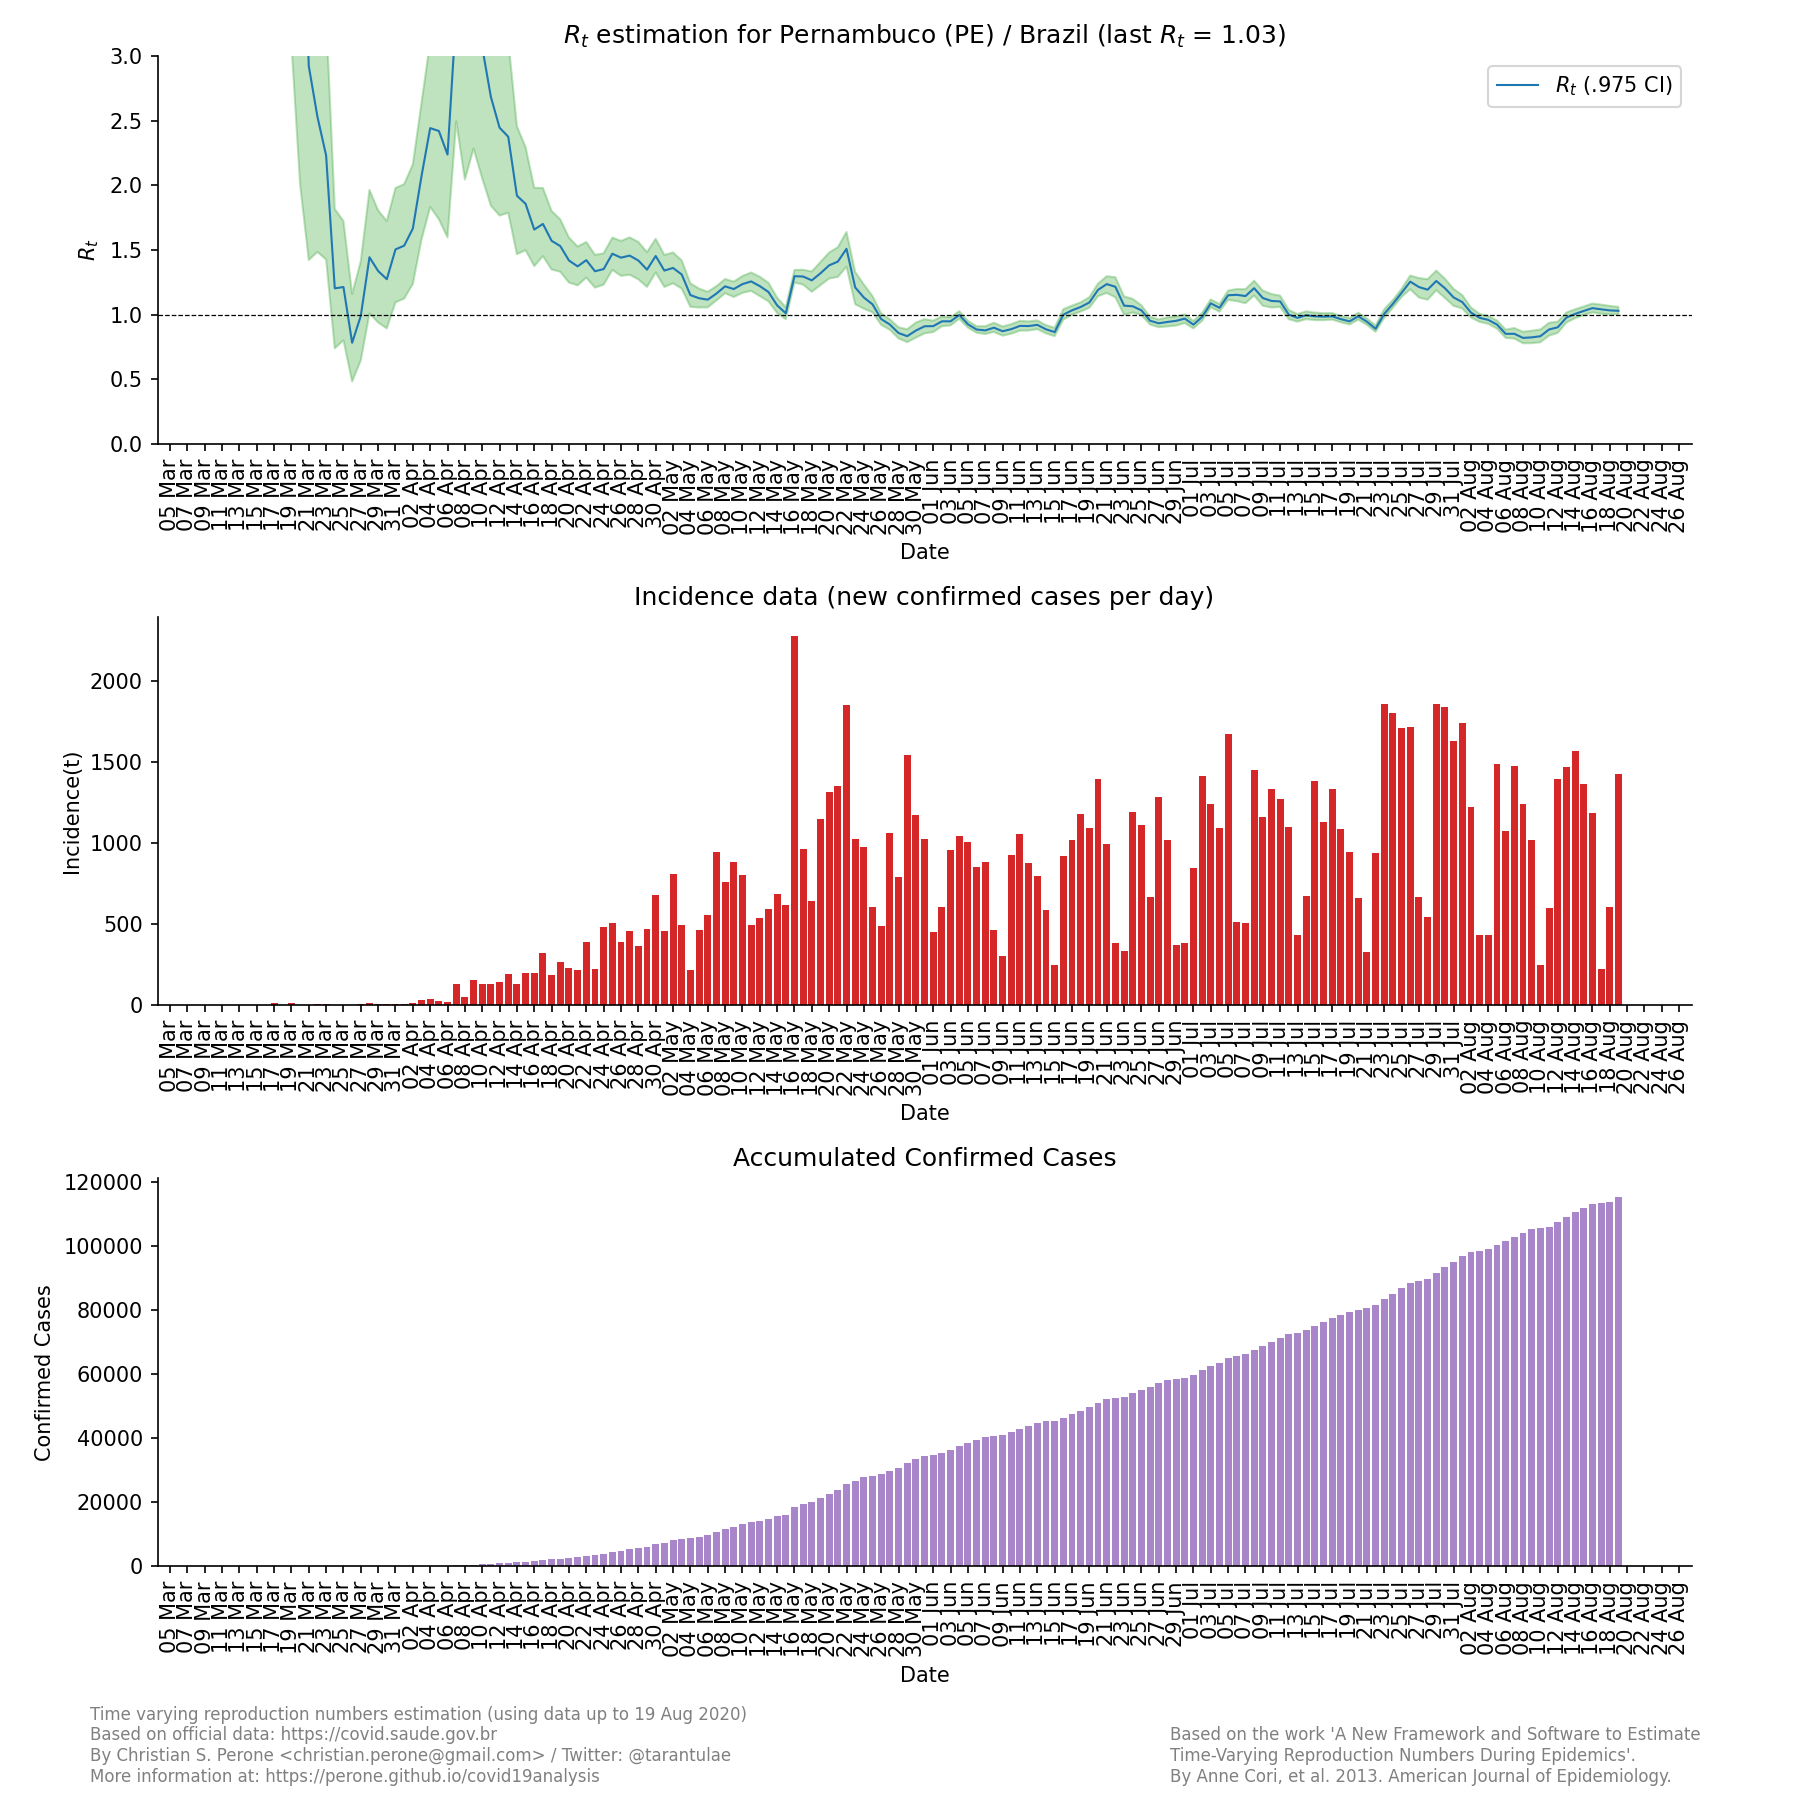 Rt estimation for Pernambuco (PE) / Brazil (last Rt = 1.03)
3.0
2.5
2.0
1.5
1.0
0.5
0.0
Rt
Rt (.975 CI)
05 Mar 07 Mar 09 Mar 11 Mar 13 Mar 15 Mar 17 Mar 19 Mar 21 Mar 23 Mar 25 Mar 27 Mar 29 Mar 31 Mar 02 Apr 04 Apr 06 Apr 08 Apr 10 Apr 12 Apr 14 Apr 16 Apr 18 Apr 20 Apr 22 Apr 24 Apr 26 Apr 28 Apr 30 Apr 02 May 04 May 06 May 08 May 10 May 12 May 14 May 16 May 18 May 20 May 22 May 24 May 26 May 28 May 30 May 01 Jun 03 Jun 05 Jun 07 Jun 09 Jun 11 Jun 13 Jun 15 Jun 17 Jun 19 Jun 21 Jun 23 Jun 25 Jun 27 Jun 29 Jun 01 Jul 03 Jul 05 Jul 07 Jul 09 Jul 11 Jul 13 Jul 15 Jul 17 Jul 19 Jul 21 Jul 23 Jul 25 Jul 27 Jul 29 Jul 31 Jul 02 Aug 04 Aug 06 Aug 08 Aug 10 Aug 12 Aug 14 Aug 16 Aug 18 Aug 20 Aug 22 Aug 24 Aug 26 Aug
Date
Incidence data (new confirmed cases per day)
2000
1500
1000
500
0
Incidence(t)
05 Mar 07 Mar 09 Mar 11 Mar 13 Mar 15 Mar 17 Mar 19 Mar 21 Mar 23 Mar 25 Mar 27 Mar 29 Mar 31 Mar 02 Apr 04 Apr 06 Apr 08 Apr 10 Apr 12 Apr 14 Apr 16 Apr 18 Apr 20 Apr 22 Apr 24 Apr 26 Apr 28 Apr 30 Apr 02 May 04 May 06 May 08 May 10 May 12 May 14 May 16 May 18 May 20 May 22 May 24 May 26 May 28 May 30 May 01 Jun 03 Jun 05 Jun 07 Jun 09 Jun 11 Jun 13 Jun 15 Jun 17 Jun 19 Jun 21 Jun 23 Jun 25 Jun 27 Jun 29 Jun 01 Jul 03 Jul 05 Jul 07 Jul 09 Jul 11 Jul 13 Jul 15 Jul 17 Jul 19 Jul 21 Jul 23 Jul 25 Jul 27 Jul 29 Jul 31 Jul 02 Aug 04 Aug 06 Aug 08 Aug 10 Aug 12 Aug 14 Aug 16 Aug 18 Aug 20 Aug 22 Aug 24 Aug 26 Aug
Date
Accumulated Confirmed Cases
120000
100000
80000
60000
40000
20000
0
Confirmed Cases
05 Mar 07 Mar 09 Mar 11 Mar 13 Mar 15 Mar 17 Mar 19 Mar 21 Mar 23 Mar 25 Mar 27 Mar 29 Mar 31 Mar 02 Apr 04 Apr 06 Apr 08 Apr 10 Apr 12 Apr 14 Apr 16 Apr 18 Apr 20 Apr 22 Apr 24 Apr 26 Apr 28 Apr 30 Apr 02 May 04 May 06 May 08 May 10 May 12 May 14 May 16 May 18 May 20 May 22 May 24 May 26 May 28 May 30 May 01 Jun 03 Jun 05 Jun 07 Jun 09 Jun 11 Jun 13 Jun 15 Jun 17 Jun 19 Jun 21 Jun 23 Jun 25 Jun 27 Jun 29 Jun 01 Jul 03 Jul 05 Jul 07 Jul 09 Jul 11 Jul 13 Jul 15 Jul 17 Jul 19 Jul 21 Jul 23 Jul 25 Jul 27 Jul 29 Jul 31 Jul 02 Aug 04 Aug 06 Aug 08 Aug 10 Aug 12 Aug 14 Aug 16 Aug 18 Aug 20 Aug 22 Aug 24 Aug 26 Aug
Date
Time varying reproduction numbers estimation (using data up to 19 Aug 2020)
Based on official data: https://covid.saude.gov.br
By Christian S. Perone <christian.perone@gmail.com> / Twitter: @tarantulae
More information at: https://perone.github.io/covid19analysis
Based on the work 'A New Framework and Software to Estimate
Time-Varying Reproduction Numbers During Epidemics'.
By Anne Cori, et al. 2013. American Journal of Epidemiology.